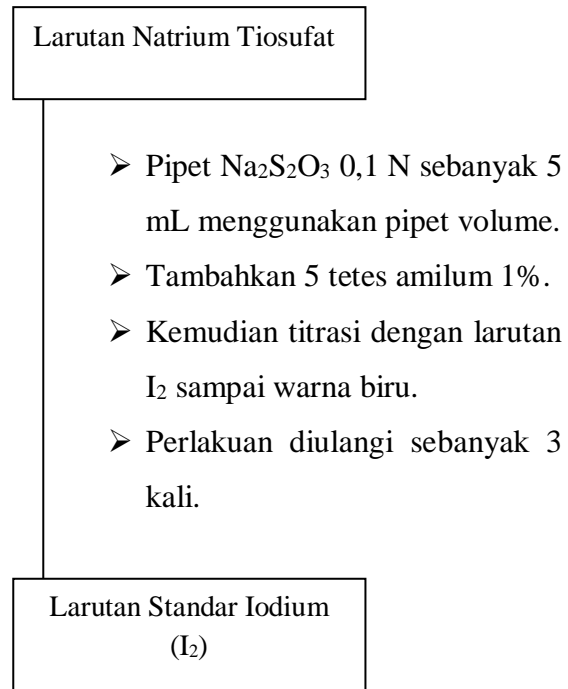 Larutan Natrium Tiosufat
➢ Pipet Na₂S₂O₃ 0,1 N sebanyak 5
mL menggunakan pipet volume.
➢ Tambahkan 5 tetes amilum 1%.
➢ Kemudian titrasi dengan larutan
I₂ sampai warna biru.
➢ Perlakuan diulangi sebanyak 3
kali.
Larutan Standar Iodium
(I₂)